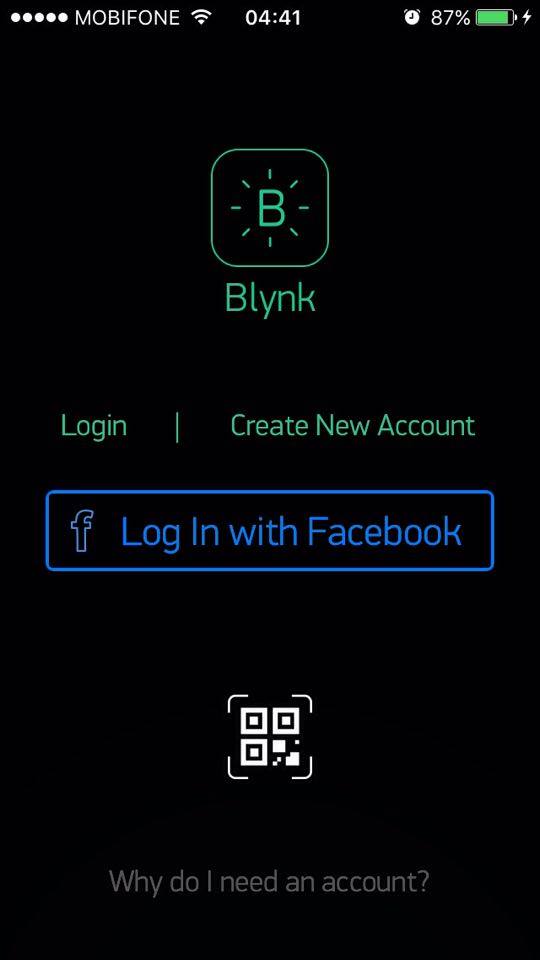 MOBIFONE 04:41 87%
B
Blynk
Login | Create New Account
f Log In with Facebook
Why do I need an account?